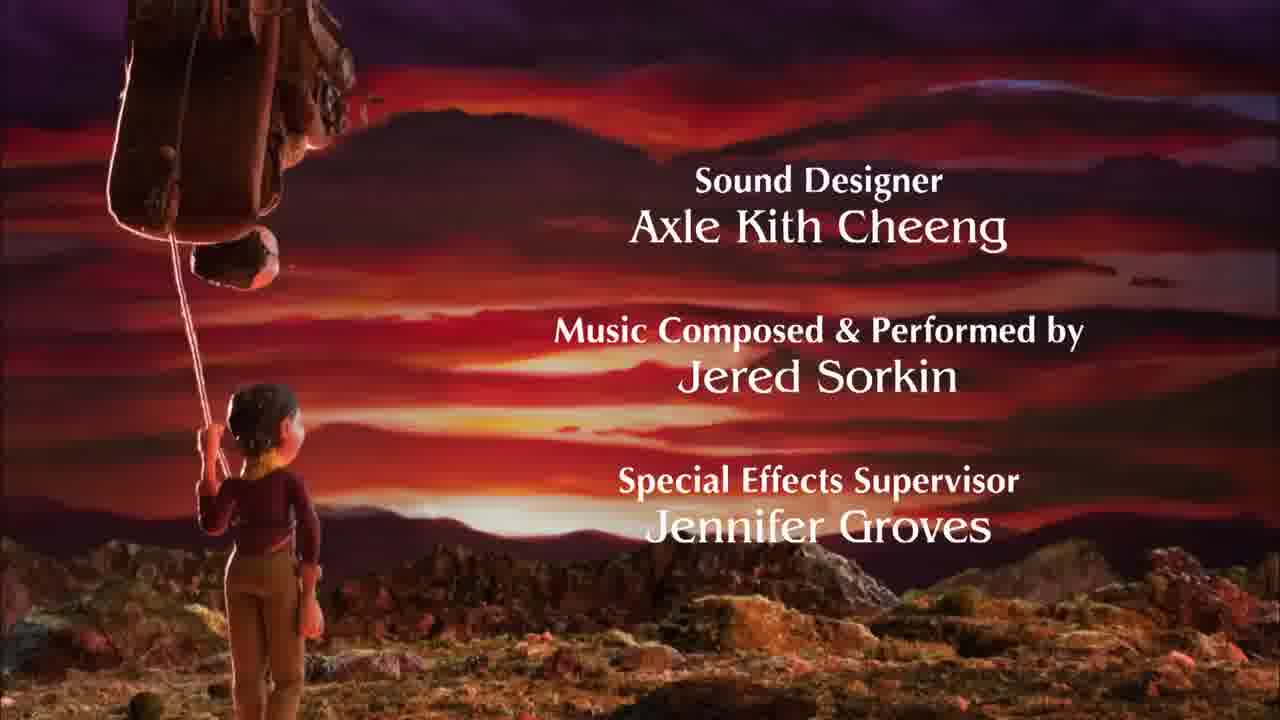 Sound Designer
Axle Kith Cheeng
Music Composed & Performed by
Jered Sorkin
Special Effects Supervisor
Jennifer Groves